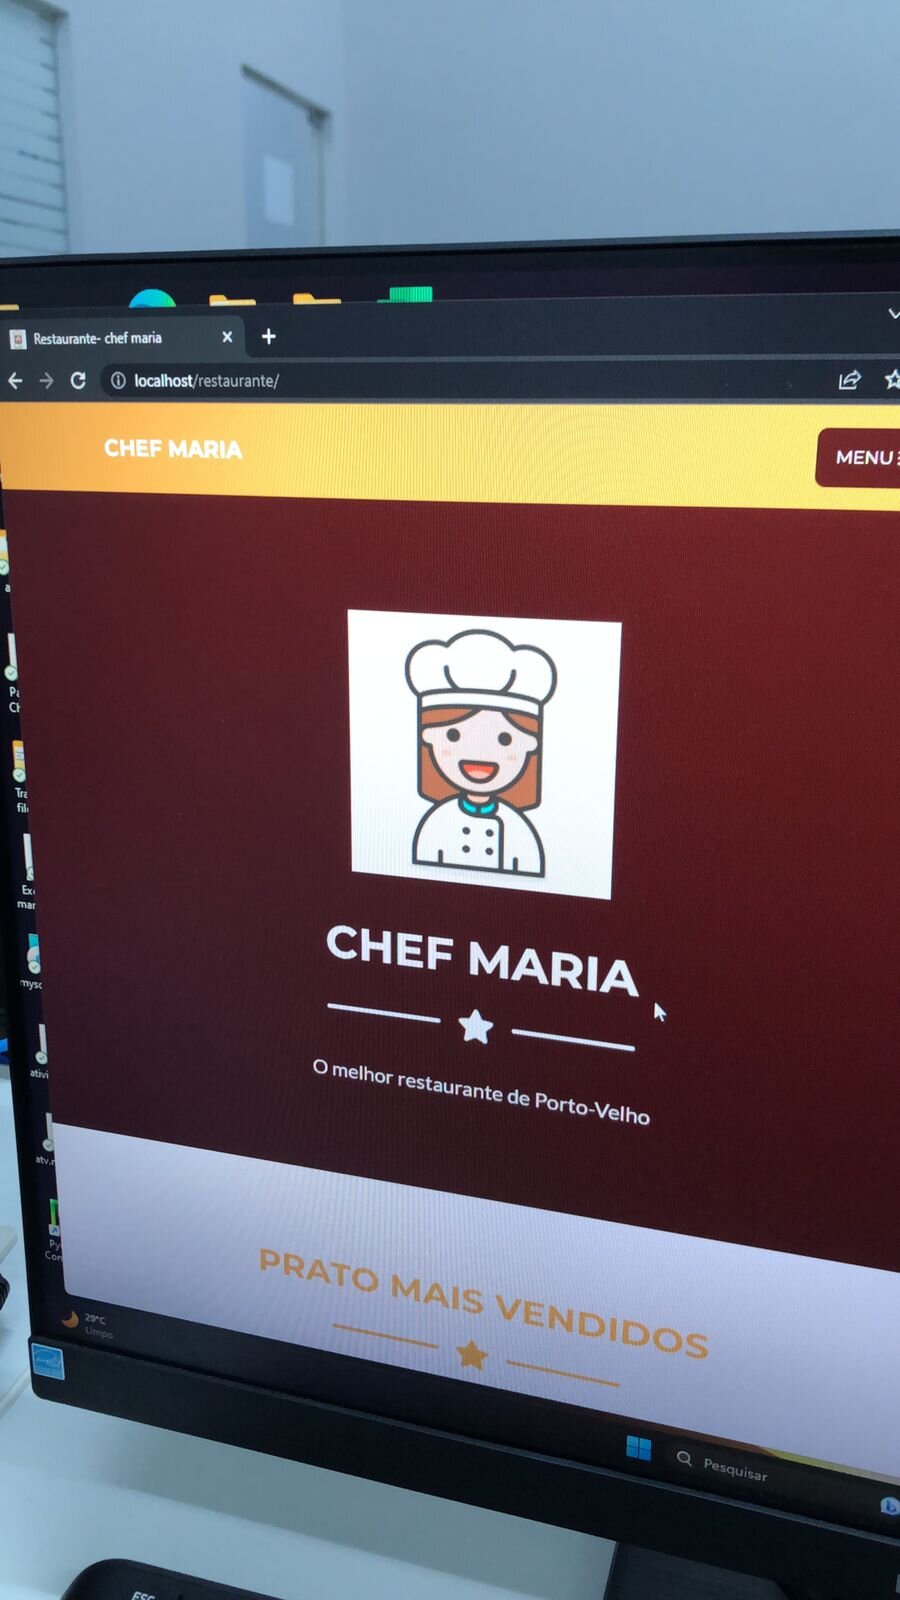 Restaurante- chef maria
localhost/restaurante/
CHEF MARIA
MENU
CHEF MARIA
O melhor restaurante de Porto-Velho
PRATO MAIS VENDIDOS
29°C
Limpo
Pesquisar
ESC